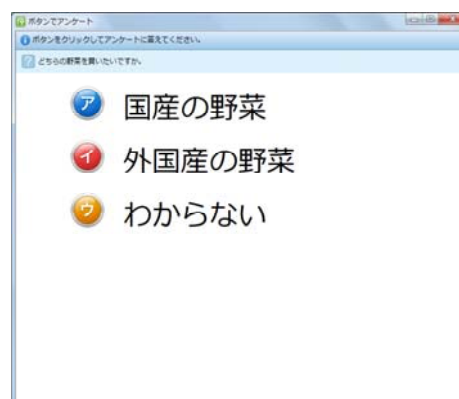 ボタンでアンケート
ボタンをクリックしてアンケートに答えてください。
どちらの野菜を買いたいですか。
ア 国産の野菜
イ 外国産の野菜
ウ わからない